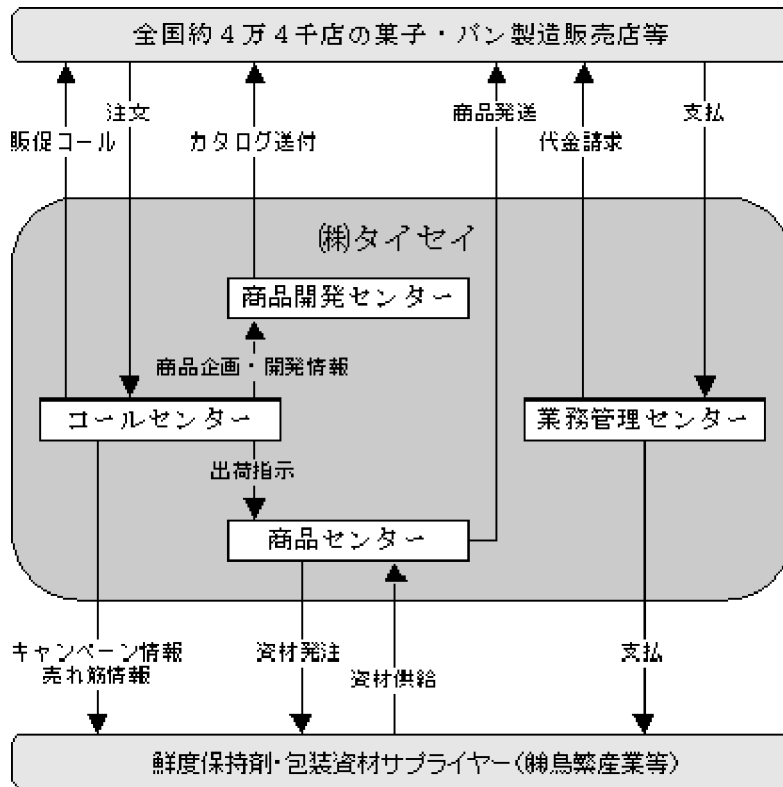 全国約４万４千店の菓子・パン製造販売店等
注文
商品発送
支払
販促コール
カタログ送付
代金請求
㈱タイセイ
商品開発センター
商品企画・開発情報
コールセンター
業務管理センター
出荷指示
商品センター
キャンペーン情報
売れ筋情報
資材発注
資材供給
支払
鮮度保持剤・包装資材サプライヤー(㈱鳥繁産業等)